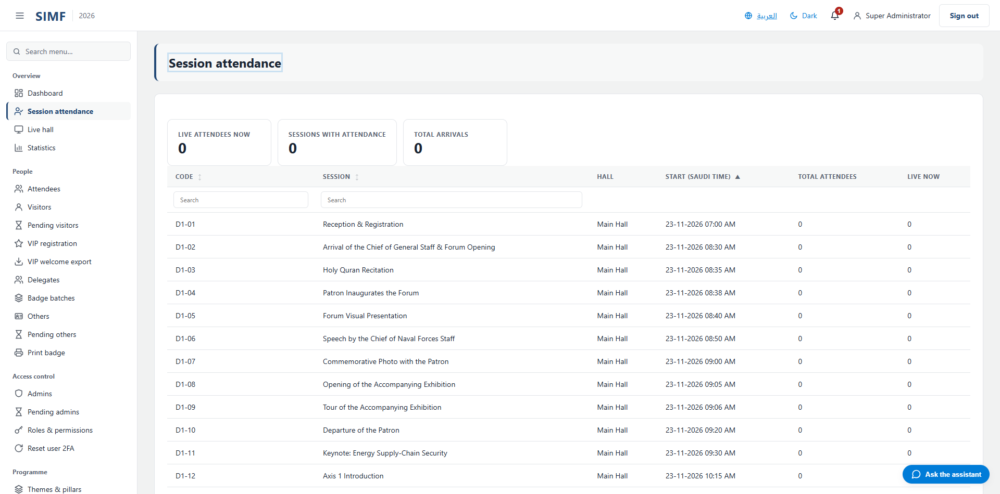 SIMF
2026
العربية
Dark
1
Super Administrator
Sign out
Search menu...
Overview
Dashboard
Session attendance
Live hall
Statistics
People
Attendees
Visitors
Pending visitors
VIP registration
VIP welcome export
Delegates
Badge batches
Others
Pending others
Print badge
Access control
Admins
Pending admins
Roles & permissions
Reset user 2FA
Programme
Themes & pillars
Session attendance
LIVE ATTENDEES NOW
0
SESSIONS WITH ATTENDANCE
0
TOTAL ARRIVALS
0
CODE SESSION HALL START (SAUDI TIME) ▲ TOTAL ATTENDEES LIVE NOW
Search Search
D1-01 Reception & Registration Main Hall 23-11-2026 07:00 AM 0 0
D1-02 Arrival of the Chief of General Staff & Forum Opening Main Hall 23-11-2026 08:30 AM 0 0
D1-03 Holy Quran Recitation Main Hall 23-11-2026 08:35 AM 0 0
D1-04 Patron Inaugurates the Forum Main Hall 23-11-2026 08:38 AM 0 0
D1-05 Forum Visual Presentation Main Hall 23-11-2026 08:40 AM 0 0
D1-06 Speech by the Chief of Naval Forces Staff Main Hall 23-11-2026 08:50 AM 0 0
D1-07 Commemorative Photo with the Patron Main Hall 23-11-2026 09:00 AM 0 0
D1-08 Opening of the Accompanying Exhibition Main Hall 23-11-2026 09:05 AM 0 0
D1-09 Tour of the Accompanying Exhibition Main Hall 23-11-2026 09:06 AM 0 0
D1-10 Departure of the Patron Main Hall 23-11-2026 09:20 AM 0 0
D1-11 Keynote: Energy Supply-Chain Security Main Hall 23-11-2026 09:30 AM 0 0
D1-12 Axis 1 Introduction Main Hall 23-11-2026 10:15 AM 0
Ask the assistant